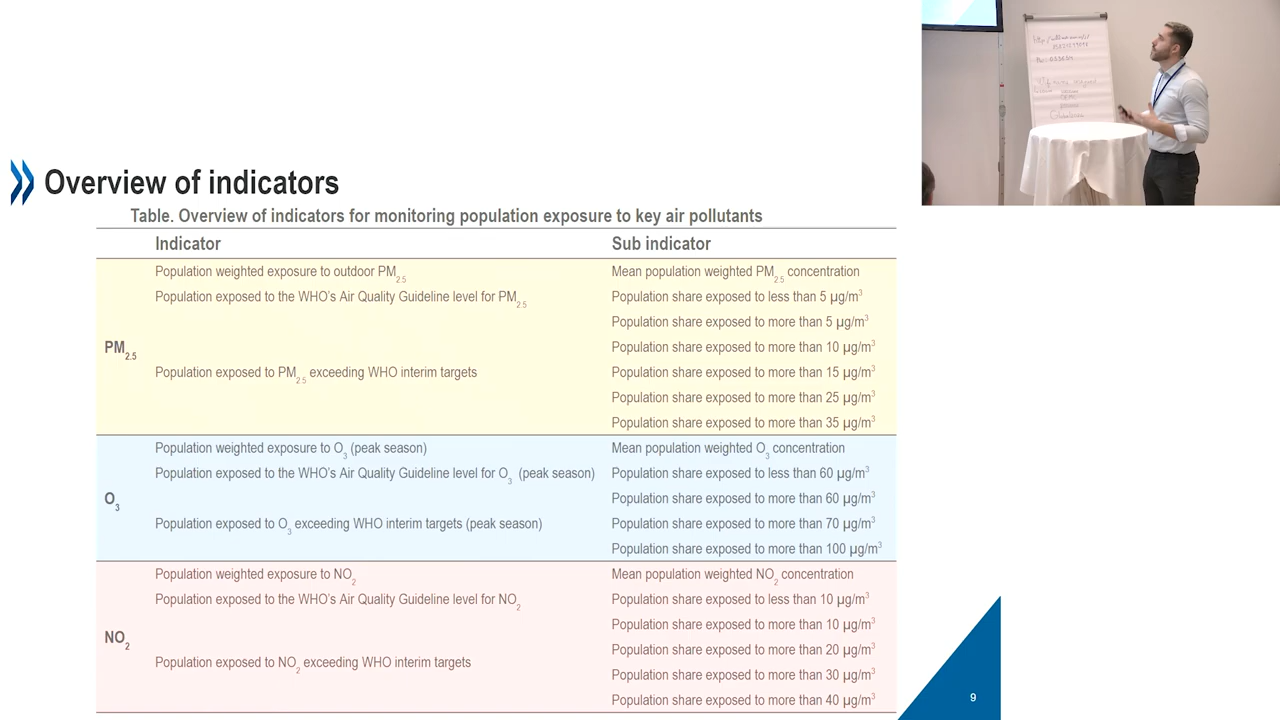 Overview of indicators
Table. Overview of indicators for monitoring population exposure to key air pollutants
Indicator Sub indicator
Population weighted exposure to outdoor PM2.5 Mean population weighted PM2.5 concentration
Population exposed to the WHO's Air Quality Guideline level for PM2.5 Population share exposed to less than 5 µg/m³
Population share exposed to more than 5 µg/m³
PM2.5 Population share exposed to more than 10 µg/m³
Population exposed to PM2.5 exceeding WHO interim targets Population share exposed to more than 15 µg/m³
Population share exposed to more than 25 µg/m³
Population share exposed to more than 35 µg/m³
Population weighted exposure to O3 (peak season) Mean population weighted O3 concentration
Population exposed to the WHO's Air Quality Guideline level for O3 (peak season) Population share exposed to less than 60 µg/m³
O3 Population share exposed to more than 60 µg/m³
Population exposed to O3 exceeding WHO interim targets (peak season) Population share exposed to more than 70 µg/m³
Population share exposed to more than 100 µg/m³
Population weighted exposure to NO2 Mean population weighted NO2 concentration
Population exposed to the WHO's Air Quality Guideline level for NO2 Population share exposed to less than 10 µg/m³
NO2 Population share exposed to more than 10 µg/m³
Population exposed to NO2 exceeding WHO interim targets Population share exposed to more than 20 µg/m³
Population share exposed to more than 30 µg/m³
Population share exposed to more than 40 µg/m³
9